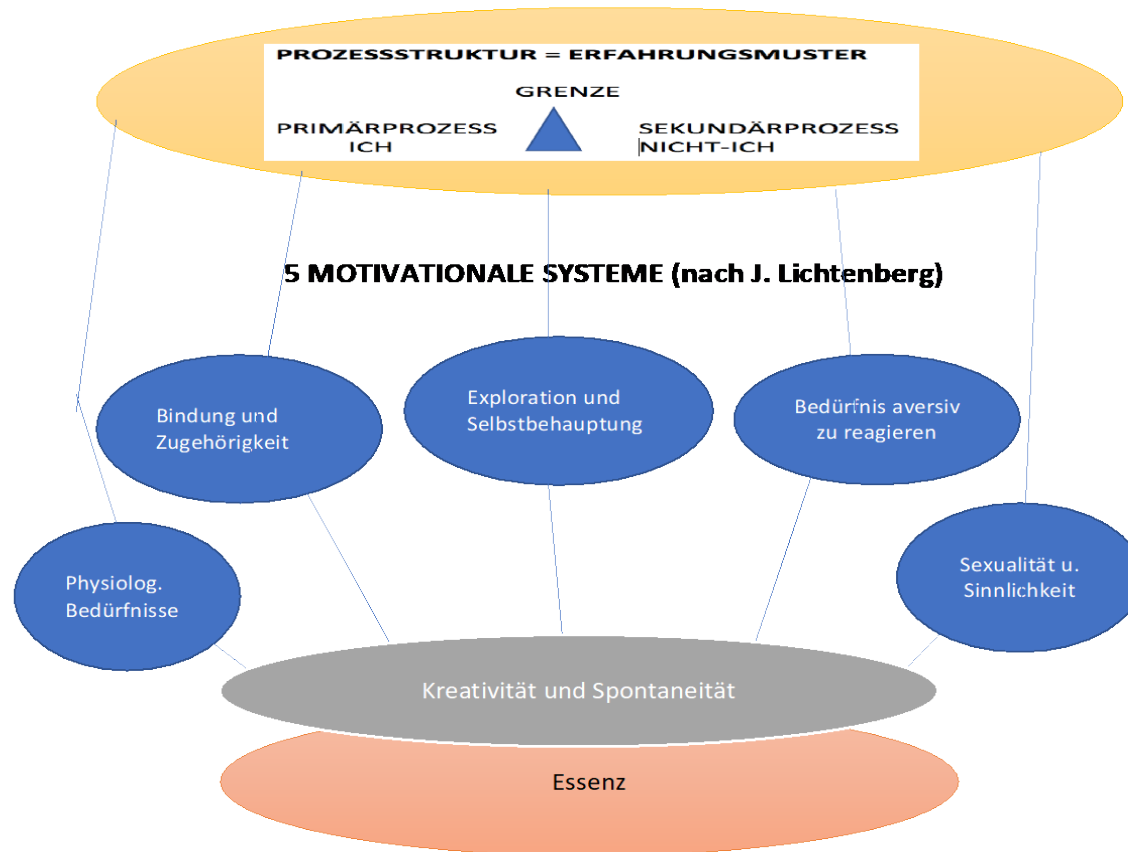 PROZESSSTRUKTUR = ERFAHRUNGSMUSTER
GRENZE
PRIMÄRPROZESS
ICH
SEKUNDÄRPROZESS
NICHT-ICH
5 MOTIVATIONALE SYSTEME (nach J. Lichtenberg)
Bindung und
Zugehörigkeit
Exploration und
Selbstbehauptung
Bedürfnis aversiv
zu reagieren
Physiolog.
Bedürfnisse
Sexualität u.
Sinnlichkeit
Kreativität und Spontaneität
Essenz